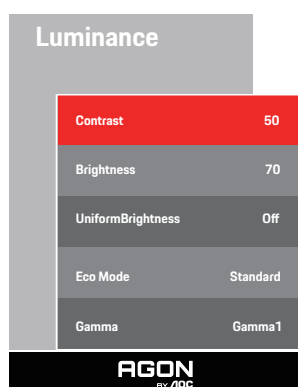 Luminance
Contrast 50
Brightness 70
UniformBrightness Off
Eco Mode Standard
Gamma Gamma1
AGON
BY AOC